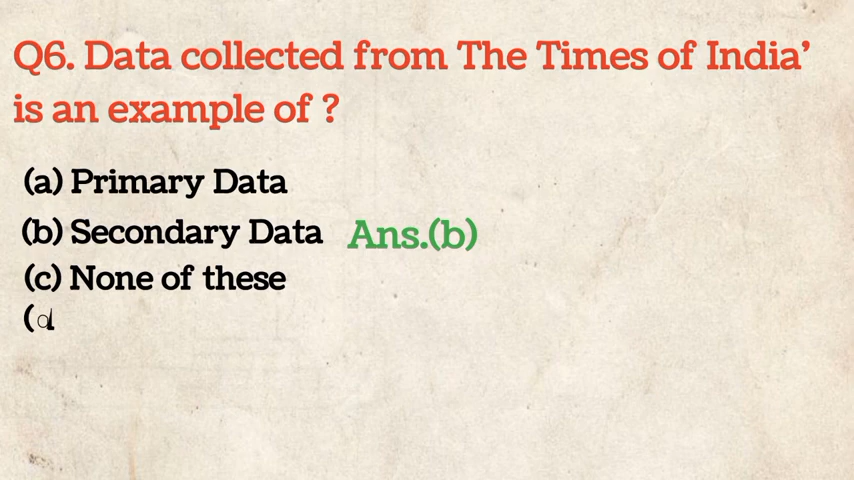 Q6. Data collected from The Times of India’
is an example of ?
(a) Primary Data
(b) Secondary Data Ans.(b)
(c) None of these
(d